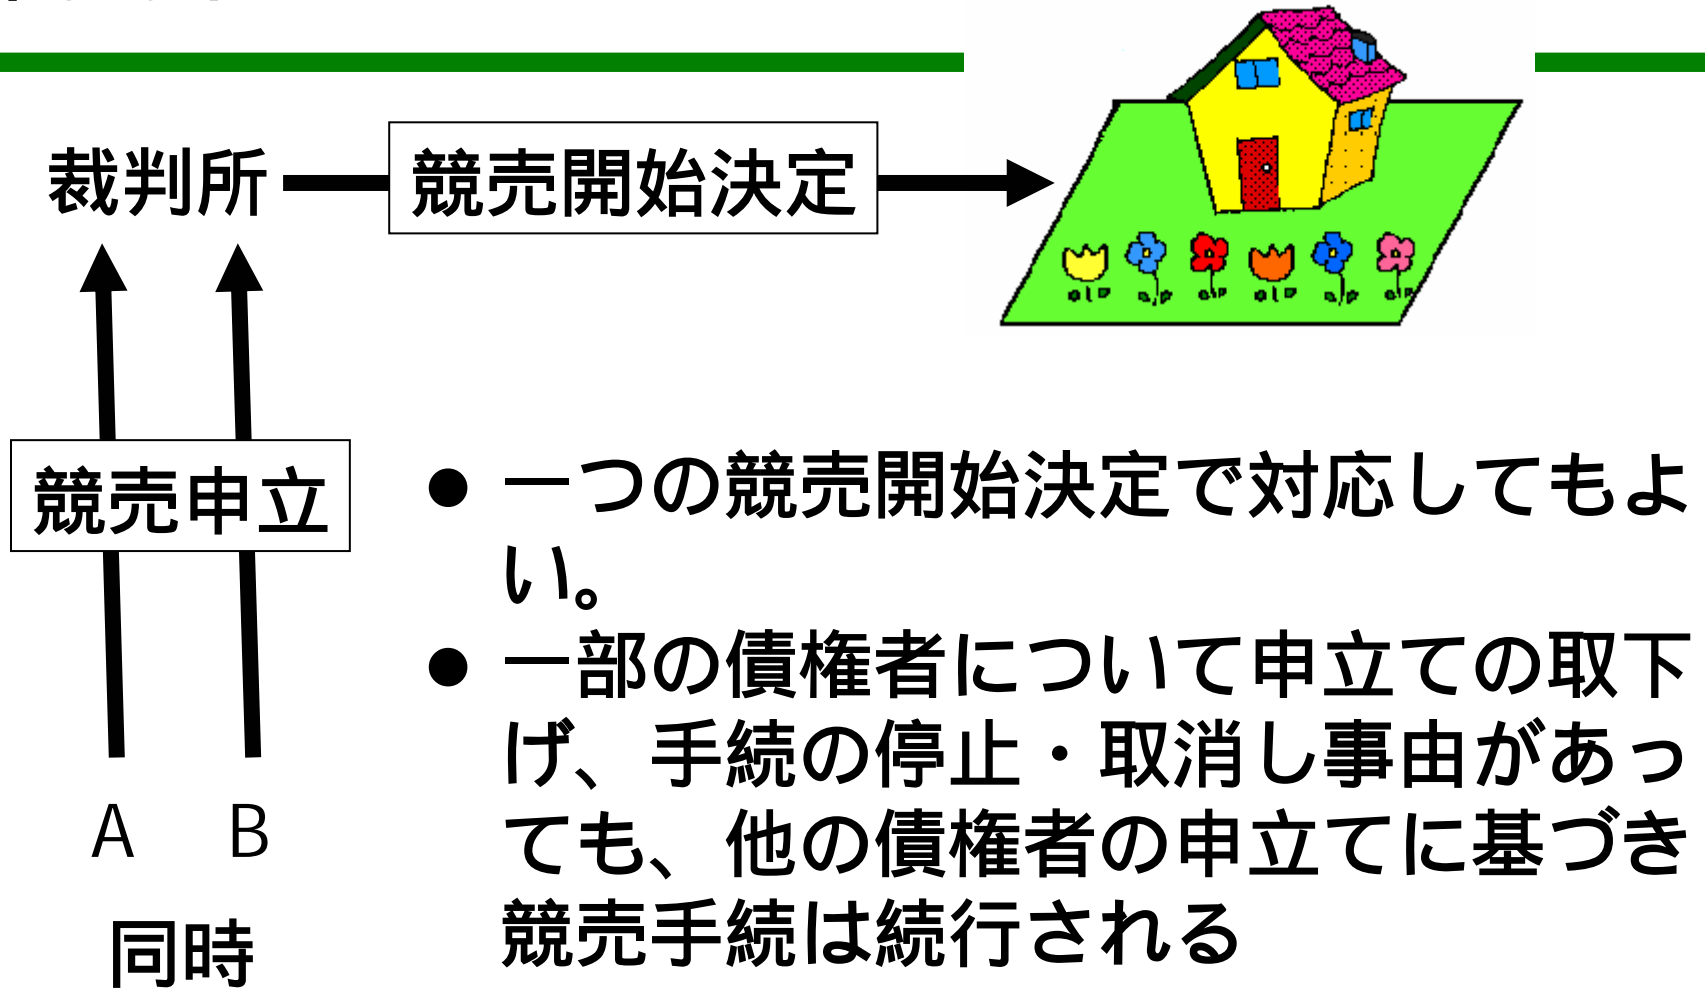 裁判所
競売開始決定
競売申立
A B
同時
● 一つの競売開始決定で対応してもよ
い。
● 一部の債権者について申立ての取下
げ、手続の停止・取消し事由があっ
ても、他の債権者の申立てに基づき
競売手続は続行される